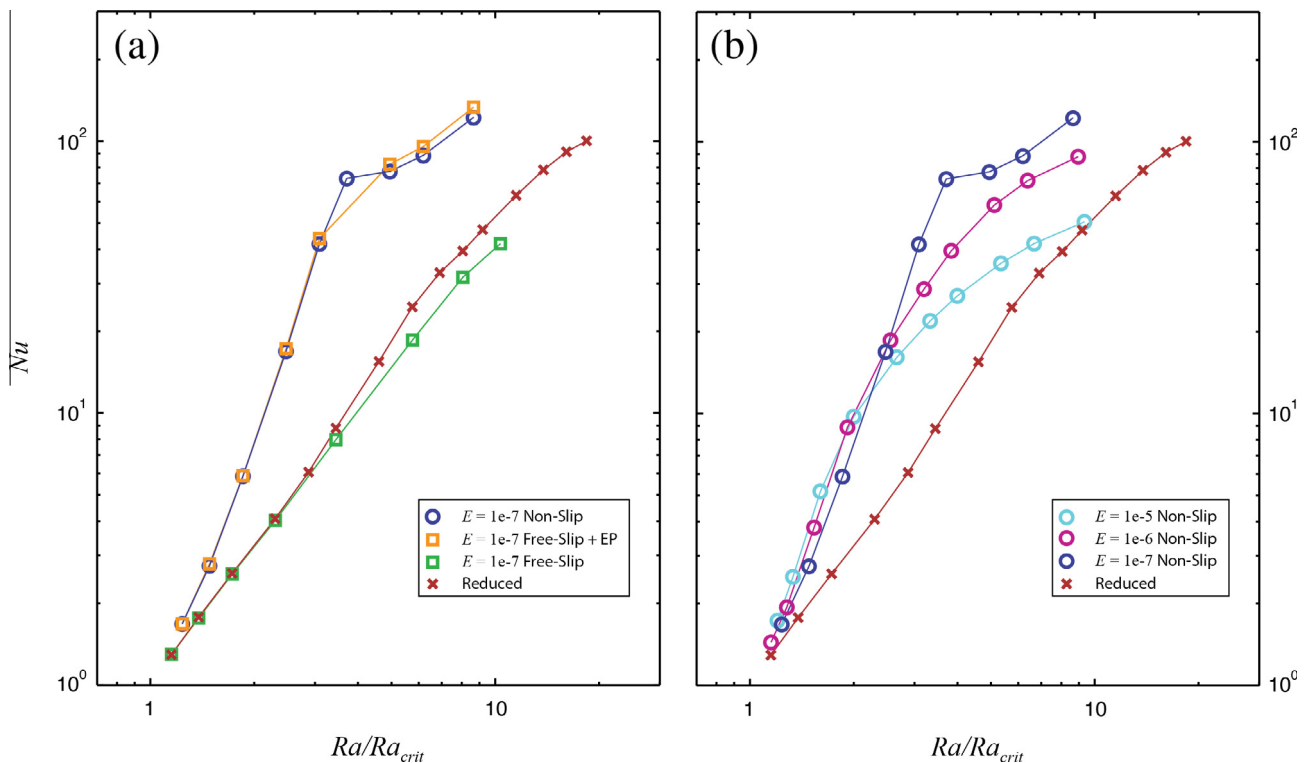 (a)
10²
10¹
10⁰
Nu
E = 1e-7 Non-Slip
E = 1e-7 Free-Slip + EP
E = 1e-7 Free-Slip
Reduced
1
10
Ra/Ra_crit
(b)
10²
10¹
10⁰
E = 1e-5 Non-Slip
E = 1e-6 Non-Slip
E = 1e-7 Non-Slip
Reduced
1
10
Ra/Ra_crit